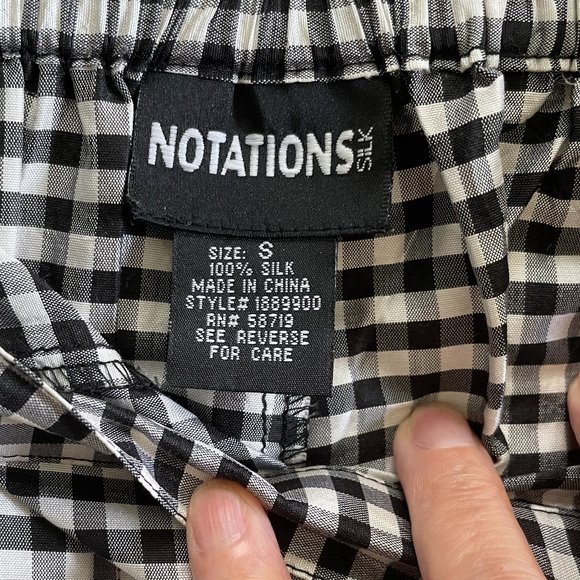 NOTATIONS SILK
SIZE: S
100% SILK
MADE IN CHINA
STYLE# 1889900
RN# 58719
SEE REVERSE
FOR CARE